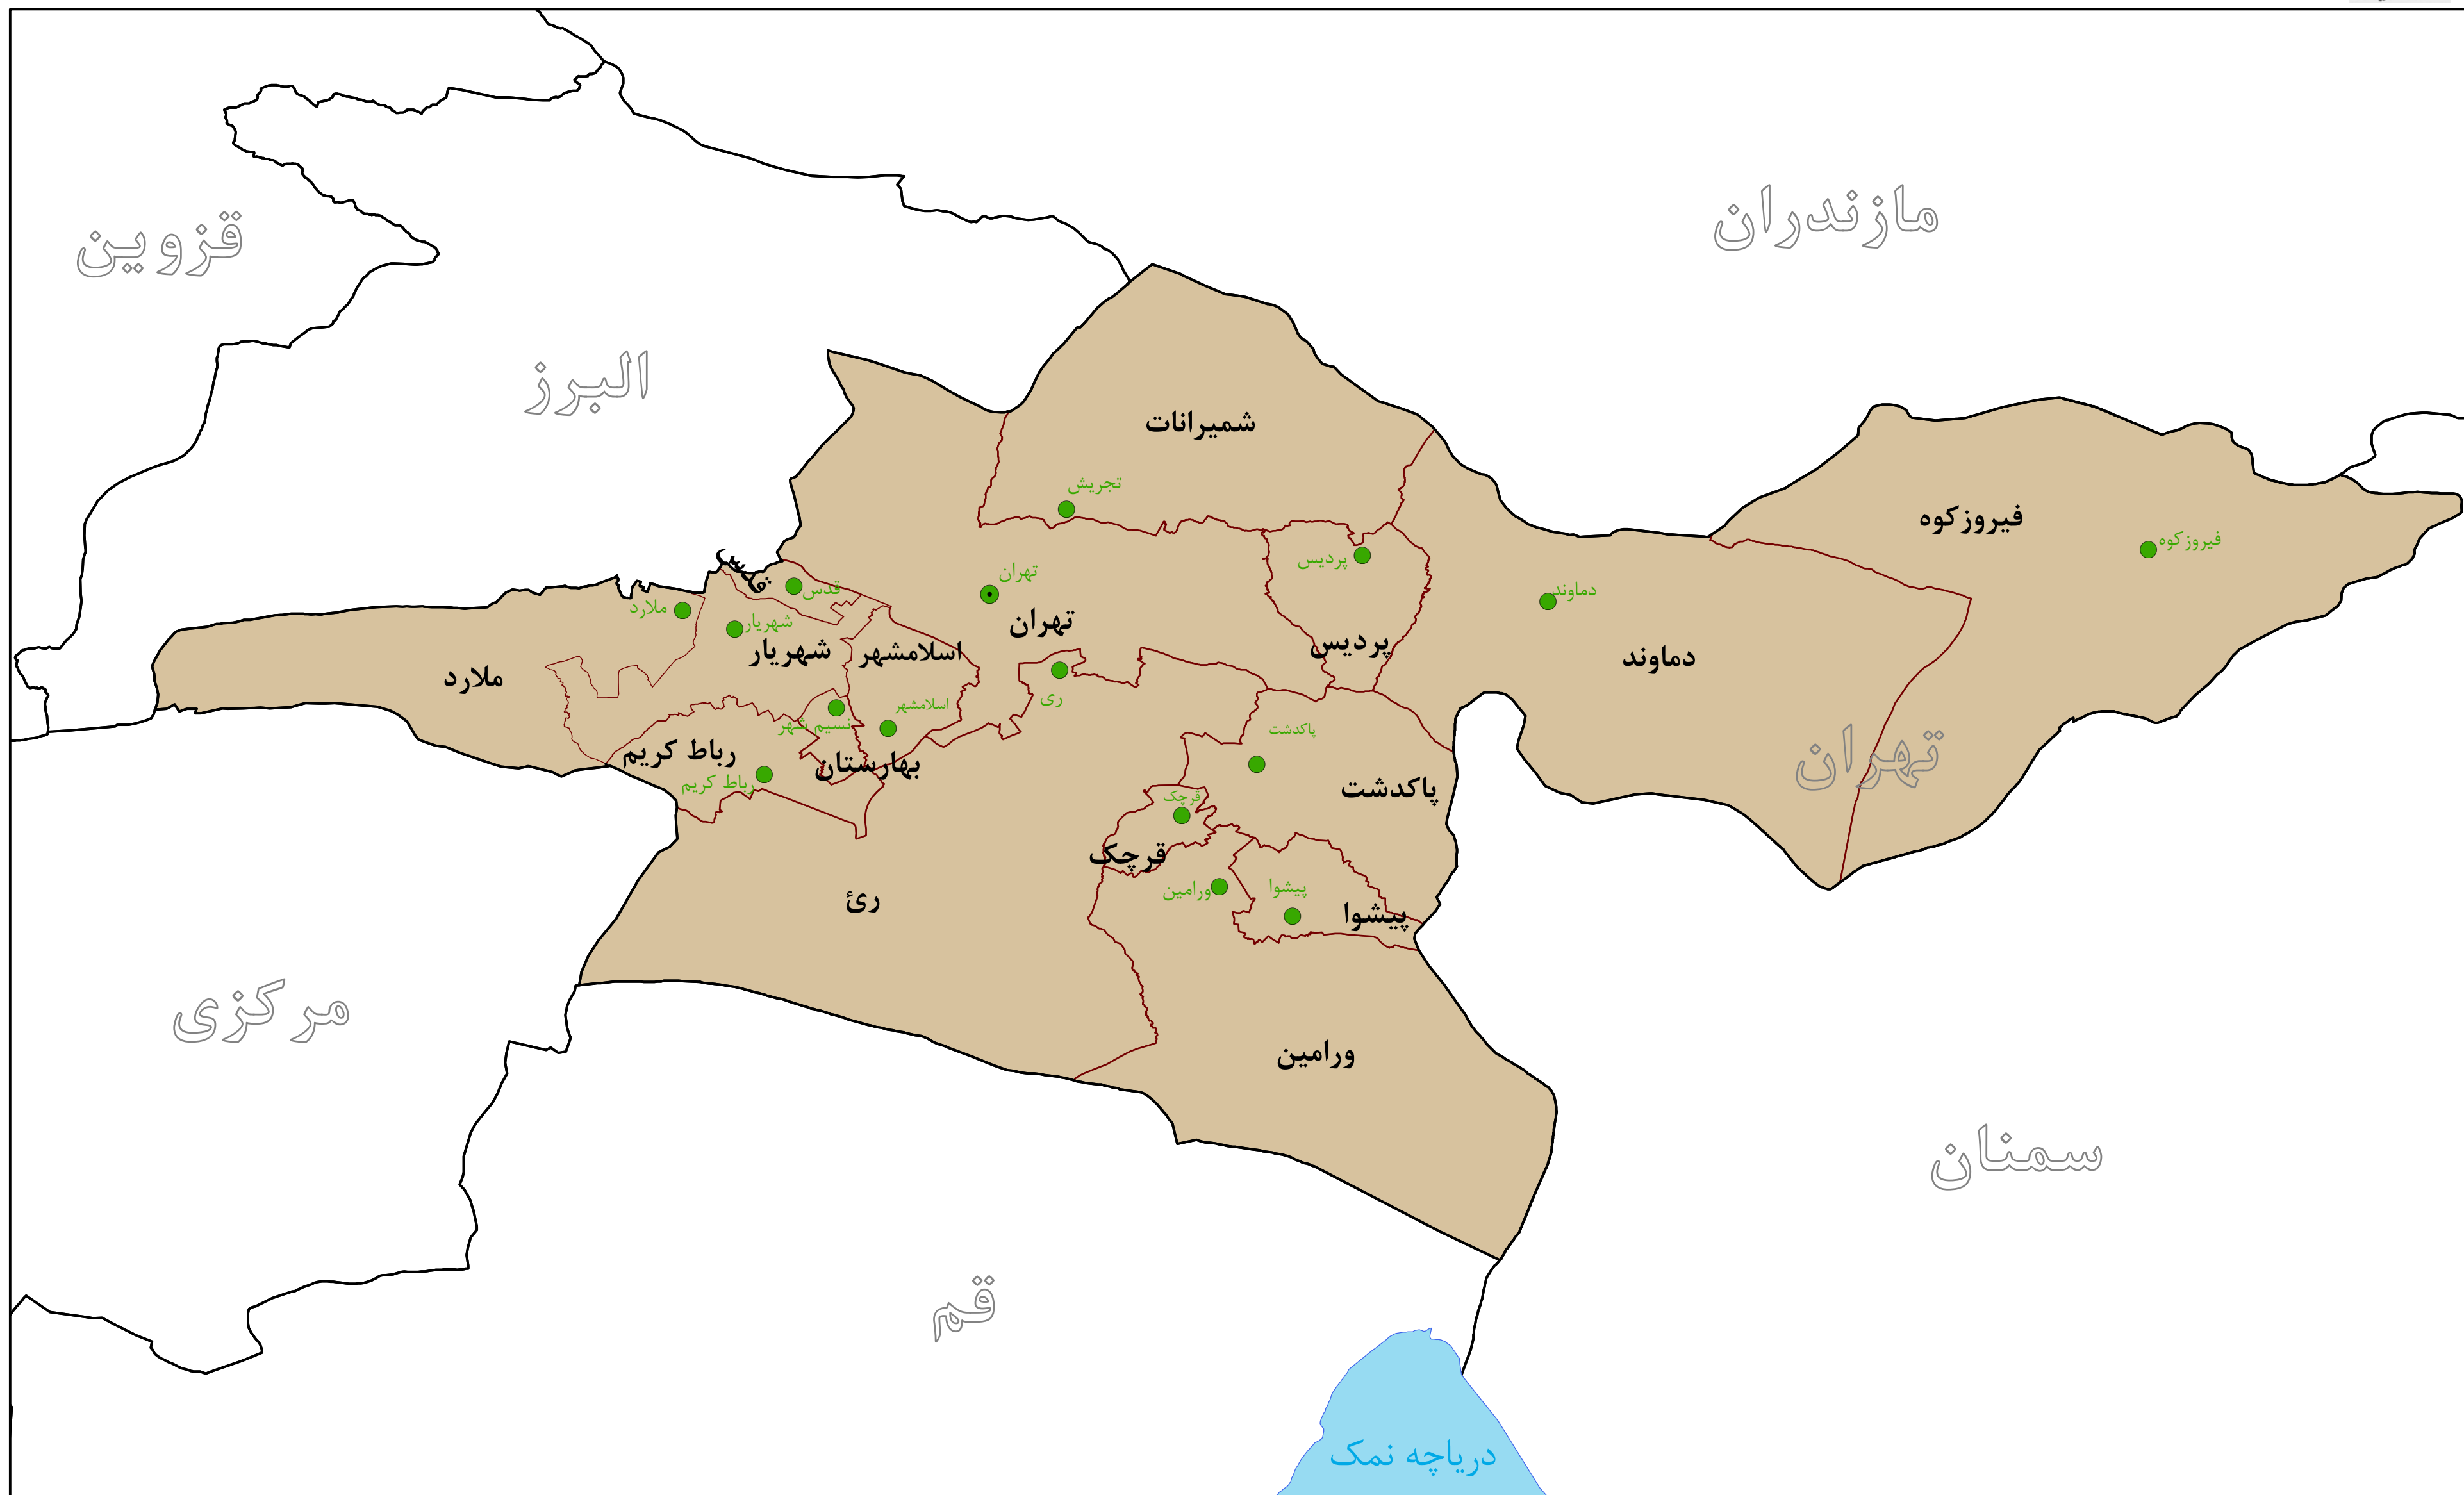 مازندران
قزوین
البرز
شمیرانات
تجریش
فیروزکوه
فیروزکوه
پردیس
تهران
قدس
قدس
دماوند
ملارد
شهریار
تهران
پردیس
شهریار
اسلامشهر
دماوند
ملارد
ری
اسلامشهر
نسیم شهر
پاکدشت
رباط کریم
بهارستان
تهران
رباط کریم
پاکدشت
قرچک
قرچک
ورامین
پیشوا
رئ
پیشوا
مرکزی
ورامین
سمنان
قم
دریاچه نمک